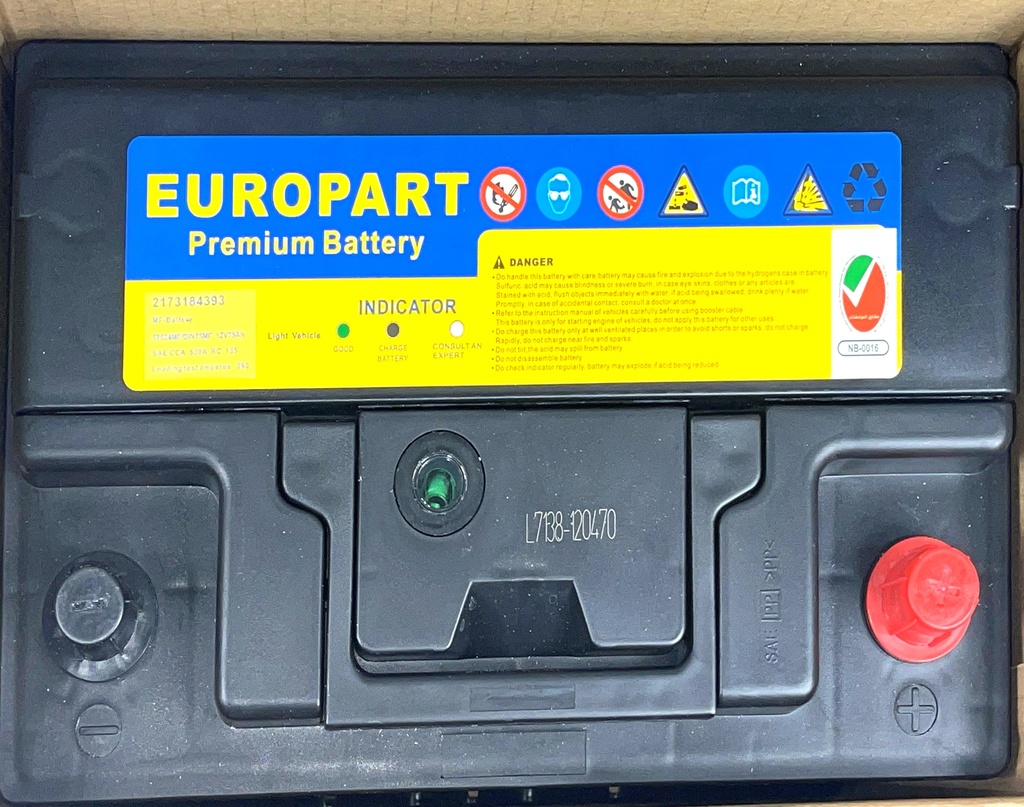 EUROPART
Premium Battery
DANGER
• Do handle this battery with care, battery may cause fire and explosion due to the hydrogens case in battery
Sulfuric acid may cause blindness or severe burn, in case eye skins, clothes or any articles are
Stained with acid, flush objects immediately with water, if acid being swallowed, drink plenty if water
Promptly, in case of accidental contact, consult a doctor at once
• Refer to the instruction manual of vehicles carefully before using booster cable
This battery is only for starting engine of vehicles, do not apply this battery for other uses
• Do charge this battery only at well ventilated places in order to avoid shorts or sparks, do not charge
Rapidly, do not charge near fire and sparks
• Do not bit the acid may spill from battery
• Do not disassemble battery
• Do check indicator regularly, battery may explode if acid being reduced
NB-0016
2173184393
INDICATOR
Light Vehicle
GOOD
CHARGE
BATTERY
CONSULTAN
EXPERT
L7138-120470
SAE |PP| >PP<